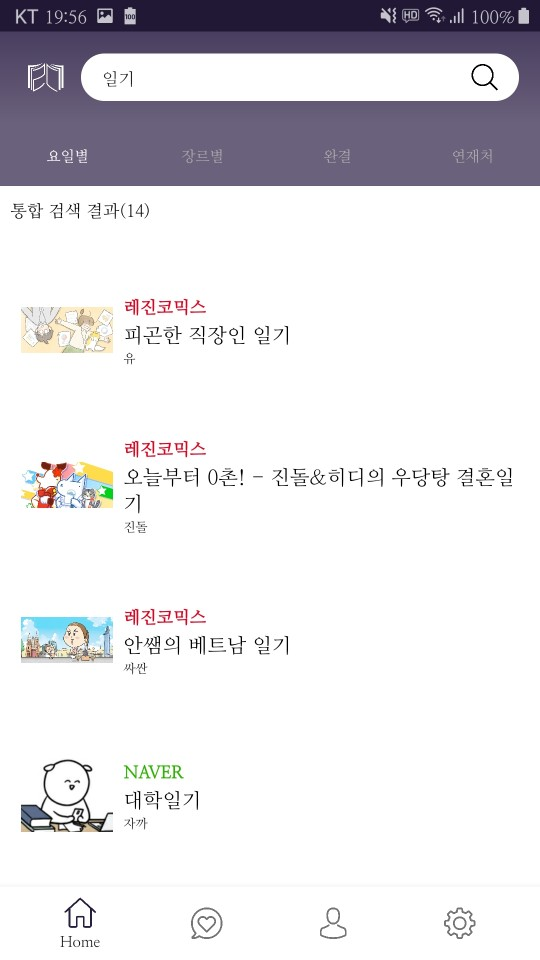 KT 19:56 100 HD 100%
일기
요일별 장르별 완결 연재처
통합 검색 결과(14)
레진코믹스
피곤한 직장인 일기
유
레진코믹스
오늘부터 0촌! - 진돌&히디의 우당탕 결혼일
기
진돌
레진코믹스
안쌤의 베트남 일기
싸싼
NAVER
대학일기
자까
Home